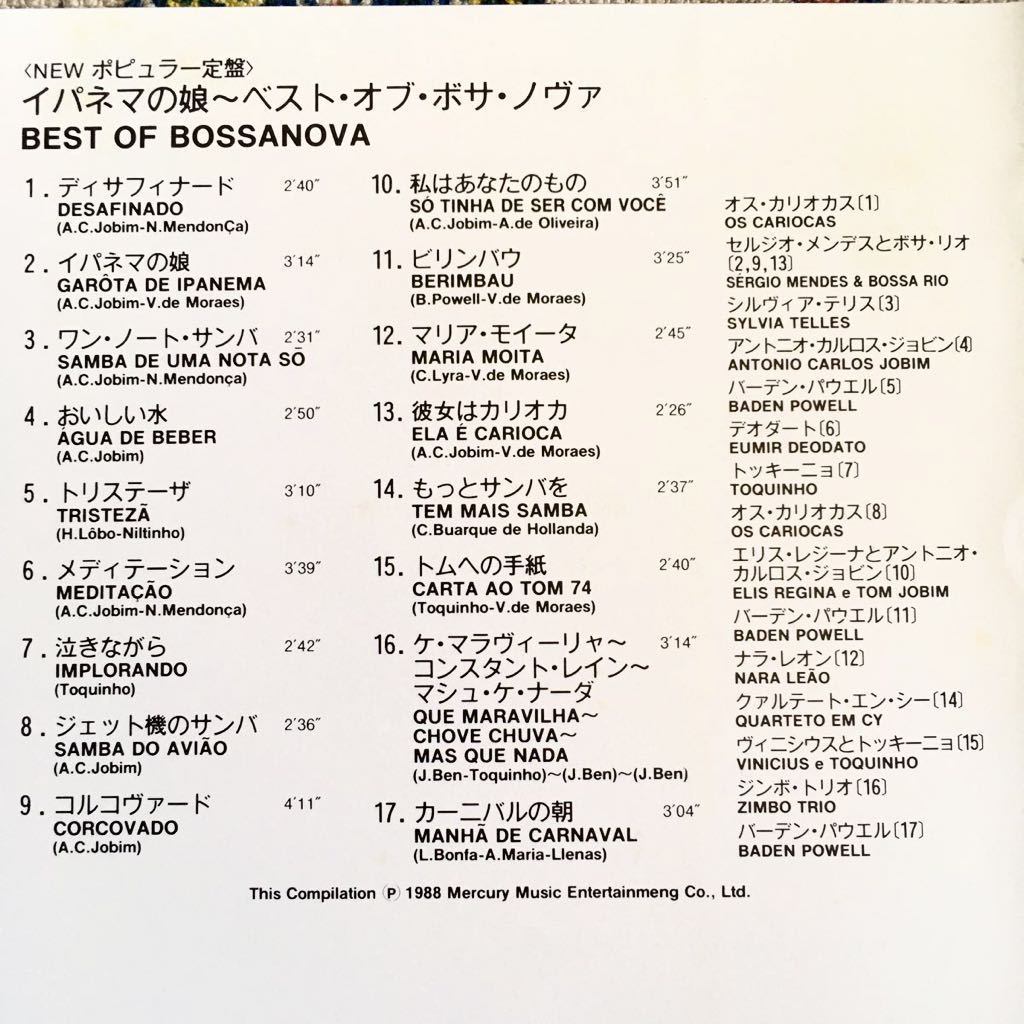 〈NEW ポピュラー定盤〉
イパネマの娘～ベスト・オブ・ボサ・ノヴァ
BEST OF BOSSANOVA
1. ディサフィナード 2′40″
DESAFINADO
(A.C.Jobim-N.MendonÇa)
2. イパネマの娘 3′14″
GARÔTA DE IPANEMA
(A.C.Jobim-V.de Moraes)
3. ワン・ノート・サンバ 2′31″
SAMBA DE UMA NOTA SŌ
(A.C.Jobim-N.Mendonça)
4. おいしい水 2′50″
ÁGUA DE BEBER
(A.C.Jobim)
5. トリステーザ 3′10″
TRISTEZÃ
(H.Lôbo-Niltinho)
6. メディテーション 3′39″
MEDITAÇÃO
(A.C.Jobim-N.Mendonça)
7. 泣きながら 2′42″
IMPLORANDO
(Toquinho)
8. ジェット機のサンバ 2′36″
SAMBA DO AVIÃO
(A.C.Jobim)
9. コルコヴァード 4′11″
CORCOVADO
(A.C.Jobim)
10. 私はあなたのもの 3′51″
SÓ TINHA DE SER COM VOCÊ
(A.C.Jobim-A.de Oliveira)
11. ビリンバウ 3′25″
BERIMBAU
(B.Powell-V.de Moraes)
12. マリア・モイータ 2′45″
MARIA MOITA
(C.Lyra-V.de Moraes)
13. 彼女はカリオカ 2′26″
ELA É CARIOCA
(A.C.Jobim-V.de Moraes)
14. もっとサンバを 2′37″
TEM MAIS SAMBA
(C.Buarque de Hollanda)
15. トムへの手紙 2′40″
CARTA AO TOM 74
(Toquinho-V.de Moraes)
16. ケ・マラヴィーリャ～ 3′14″
コンスタント・レイン～
マシュ・ケ・ナーダ
QUE MARAVILHA～
CHOVE CHUVA～
MAS QUE NADA
(J.Ben-Toquinho)～(J.Ben)～(J.Ben)
17. カーニバルの朝 3′04″
MANHÃ DE CARNAVAL
(L.Bonfa-A.Maria-Llenas)
オス・カリオカス〔1〕
OS CARIOCAS
セルジオ・メンデスとボサ・リオ
〔2,9,13〕
SÉRGIO MENDES & BOSSA RIO
シルヴィア・テリス〔3〕
SYLVIA TELLES
アントニオ・カルロス・ジョビン〔4〕
ANTONIO CARLOS JOBIM
バーデン・パウエル〔5〕
BADEN POWELL
デオダート〔6〕
EUMIR DEODATO
トッキーニョ〔7〕
TOQUINHO
オス・カリオカス〔8〕
OS CARIOCAS
エリス・レジーナとアントニオ・
カルロス・ジョビン〔10〕
ELIS REGINA e TOM JOBIM
バーデン・パウエル〔11〕
BADEN POWELL
ナラ・レオン〔12〕
NARA LEÃO
クァルテート・エン・シー〔14〕
QUARTETO EM CY
ヴィニシウスとトッキーニョ〔15〕
VINICIUS e TOQUINHO
ジンボ・トリオ〔16〕
ZIMBO TRIO
バーデン・パウエル〔17〕
BADEN POWELL
This Compilation Ⓟ 1988 Mercury Music Entertainmeng Co., Ltd.